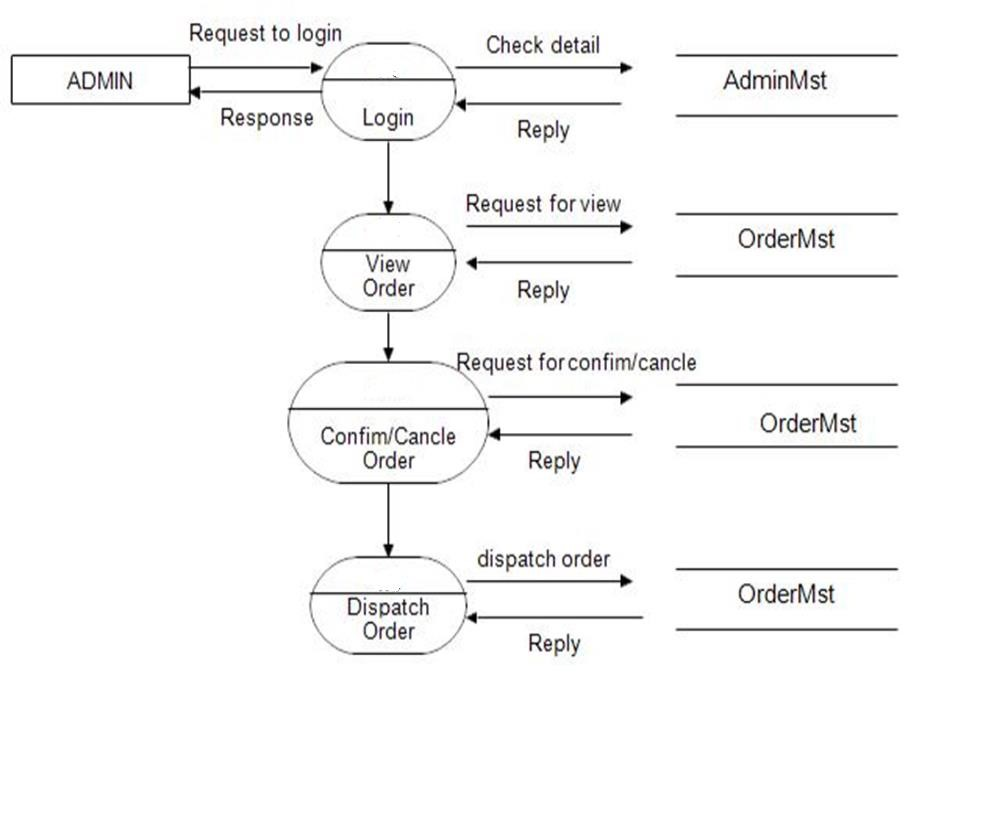 Request to login
Check detail
ADMIN
AdminMst
Response
Login
Reply
Request for view
OrderMst
View
Order
Reply
Request for confim/cancle
OrderMst
Confim/Cancle
Order
Reply
dispatch order
OrderMst
Dispatch
Order
Reply